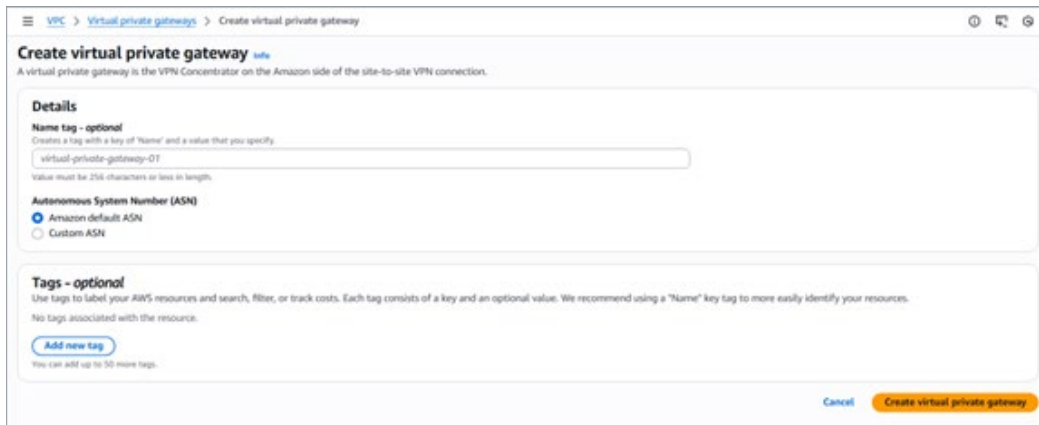 VPC > Virtual private gateways > Create virtual private gateway
Create virtual private gateway Info
A virtual private gateway is the VPN Concentrator on the Amazon side of the site-to-site VPN connection.
Details
Name tag - optional
Creates a tag with a key of 'Name' and a value that you specify.
virtual-private-gateway-01
Value must be 256 characters or less in length.
Autonomous System Number (ASN)
Amazon default ASN
Custom ASN
Tags - optional
Use tags to label your AWS resources and search, filter, or track costs. Each tag consists of a key and an optional value. We recommend using a "Name" key tag to more easily identify your resources.
No tags associated with the resource.
Add new tag
You can add up to 50 more tags.
Cancel Create virtual private gateway